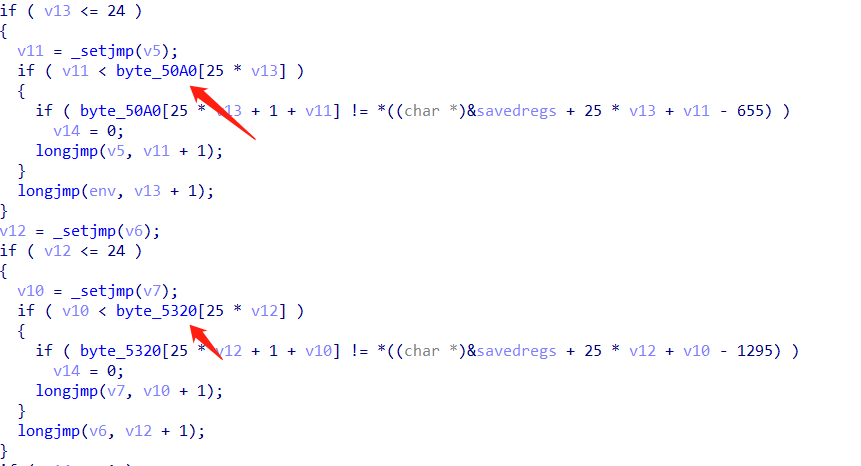 if ( v13 <= 24 )
{
v11 = _setjmp(v5);
if ( v11 < byte_50A0[25 * v13] )
{
if ( byte_50A0[25 * v13 + 1 + v11] != *((char *)&savedregs + 25 * v13 + v11 - 655) )
v14 = 0;
longjmp(v5, v11 + 1);
}
longjmp(env, v13 + 1);
}
v12 = _setjmp(v6);
if ( v12 <= 24 )
{
v10 = _setjmp(v7);
if ( v10 < byte_5320[25 * v12] )
{
if ( byte_5320[25 * v12 + 1 + v10] != *((char *)&savedregs + 25 * v12 + v10 - 1295) )
v14 = 0;
longjmp(v7, v10 + 1);
}
longjmp(v6, v12 + 1);
}